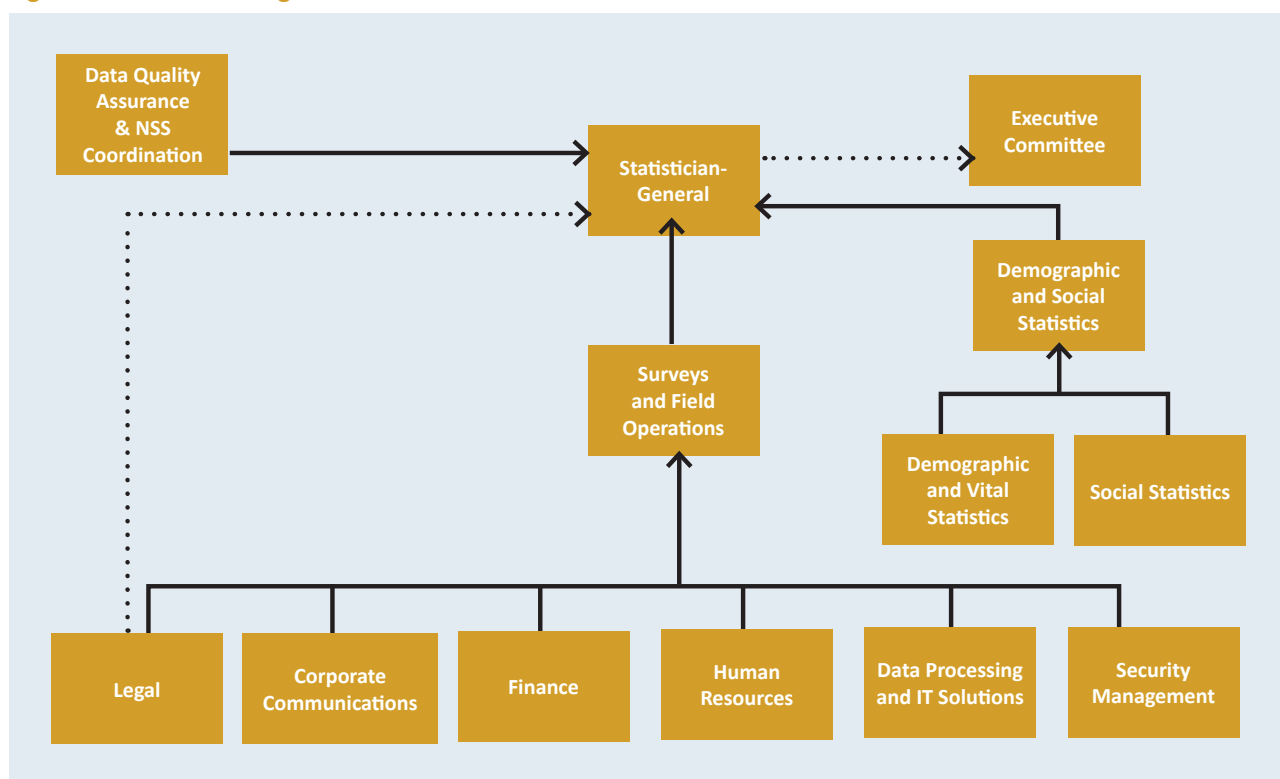 Data Quality
Assurance
& NSS
Coordination
Executive
Committee
Statistician-
General
Demographic
and Social
Statistics
Surveys
and Field
Operations
Demographic
and Vital
Statistics
Social Statistics
Legal
Corporate
Communications
Finance
Human
Resources
Data Processing
and IT Solutions
Security
Management